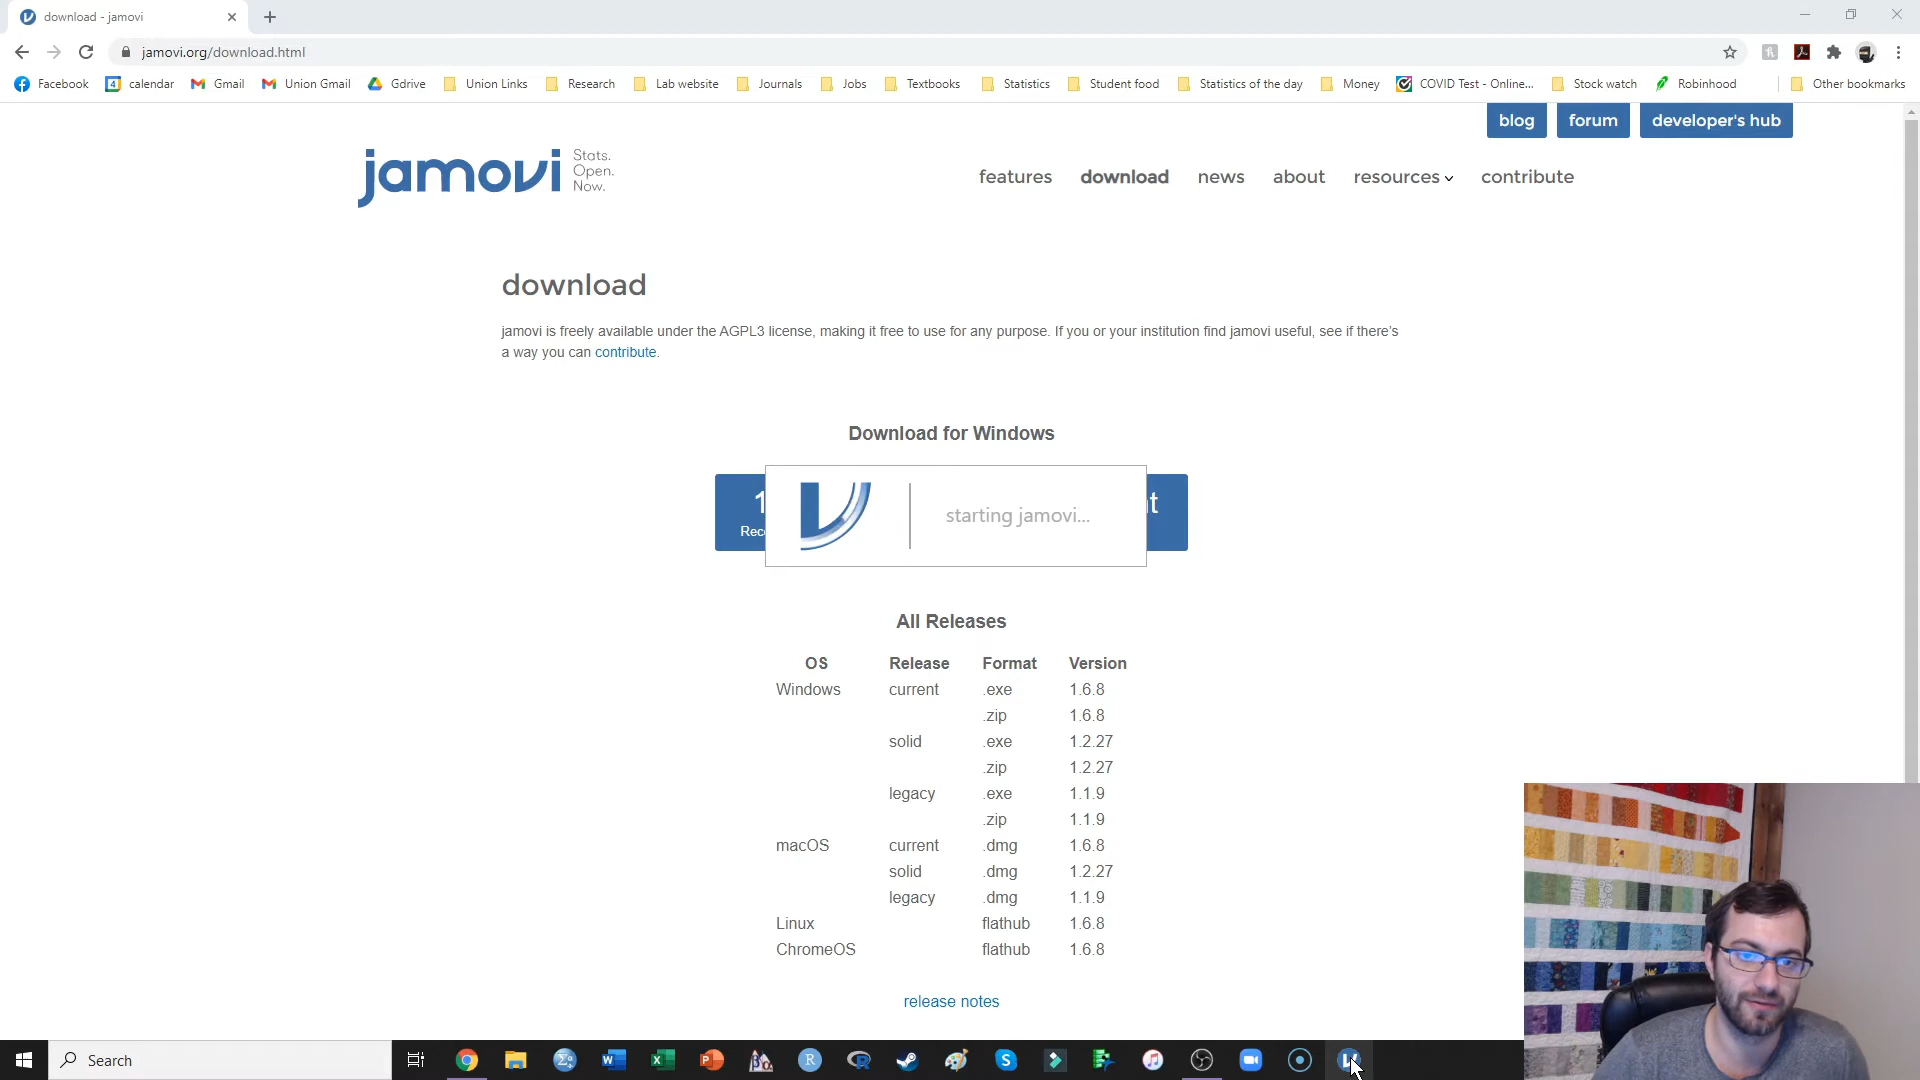 download - jamovi
jamovi.org/download.html
Facebook
4 calendar
Gmail
Union Gmail
Gdrive
Union Links
Research
Lab website
Journals
Jobs
Textbooks
Statistics
Student food
Statistics of the day
Money
COVID Test - Online...
Stock watch
Robinhood
Other bookmarks
blog
forum
developer's hub
jamovi
Stats.
Open.
Now.
features
download
news
about
resources
contribute
download
jamovi is freely available under the AGPL3 license, making it free to use for any purpose. If you or your institution find jamovi useful, see if there's
a way you can contribute.
Download for Windows
starting jamovi...
All Releases
OS Release Format Version
Windows current .exe 1.6.8
.zip 1.6.8
solid .exe 1.2.27
.zip 1.2.27
legacy .exe 1.1.9
.zip 1.1.9
macOS current .dmg 1.6.8
solid .dmg 1.2.27
legacy .dmg 1.1.9
Linux flathub 1.6.8
ChromeOS flathub 1.6.8
release notes
Search